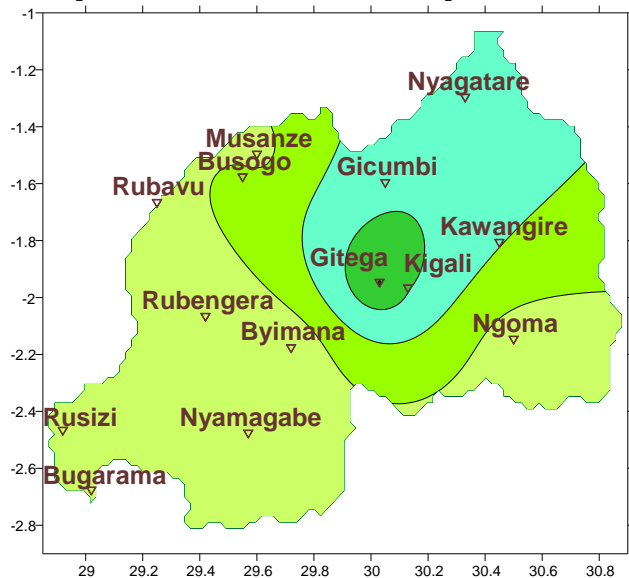 -1
-1.2
-1.4
-1.6
-1.8
-2
-2.2
-2.4
-2.6
-2.8
Nyagatare
Musanze
Busogo
Gicumbi
Rubavu
Kawangire
Gitega
Kigali
Rubengera
Byimana
Ngoma
Rusizi
Nyamagabe
Bugarama
29 29.2 29.4 29.6 29.8 30 30.2 30.4 30.6 30.8